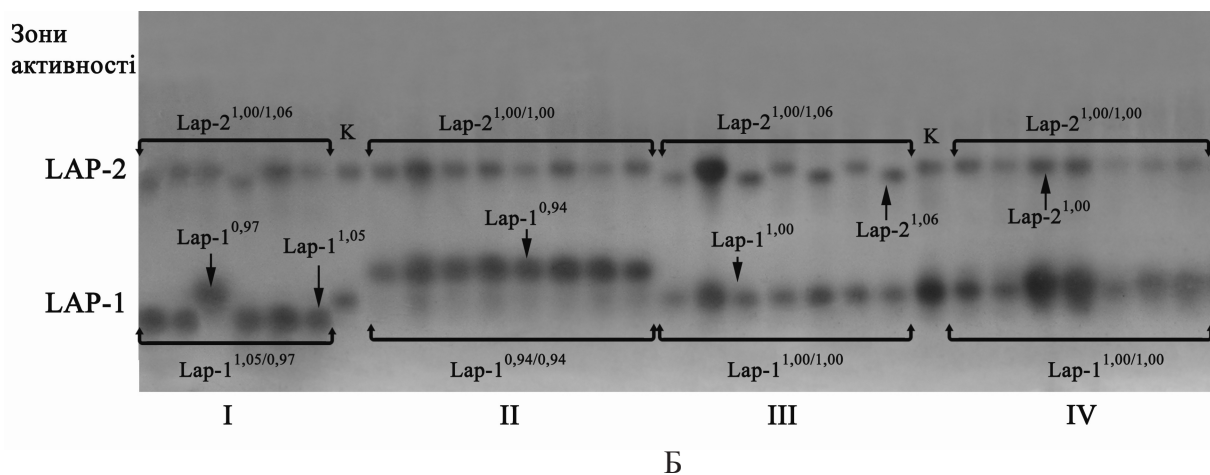 Зони
активності
Lap-2^1,00/1,06
К
Lap-2^1,00/1,00
Lap-2^1,00/1,06
К
Lap-2^1,00/1,00
LAP-2
Lap-1^0,97
Lap-1^1,05
Lap-1^0,94
Lap-1^1,00
Lap-2^1,06
Lap-2^1,00
LAP-1
Lap-1^1,05/0,97
Lap-1^0,94/0,94
Lap-1^1,00/1,00
Lap-1^1,00/1,00
I
II
III
IV
Б